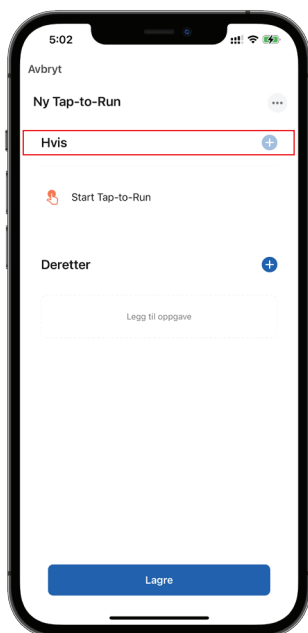 5:02
Avbryt
Ny Tap-to-Run
Hvis
Start Tap-to-Run
Deretter
Legg til oppgave
Lagre